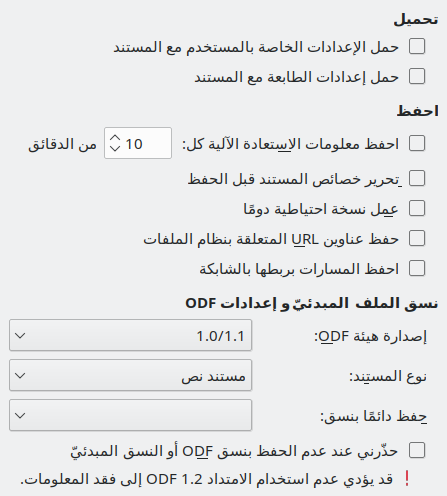 تحميل
حمل الإعدادات الخاصة بالمستخدم مع المستند
حمل إعدادات الطابعة مع المستند
احفظ
احفظ معلومات الاستعادة الآلية كل: 10 من الدقائق
تحرير خصائص المستند قبل الحفظ
عمل نسخة احتياطية دومًا
حفظ عناوين URL المتعلقة بنظام الملفات
احفظ المسارات بربطها بالشابكة
نسق الملف المبدئيّ و إعدادات ODF
إصدارة هيئة ODF: 1.0/1.1
نوع المستند: مستند نص
حفظ دائمًا بنسق:
حذّرني عند عدم الحفظ بنسق ODF أو النسق المبدئيّ
قد يؤدي عدم استخدام الامتداد ODF 1.2 إلى فقد المعلومات.